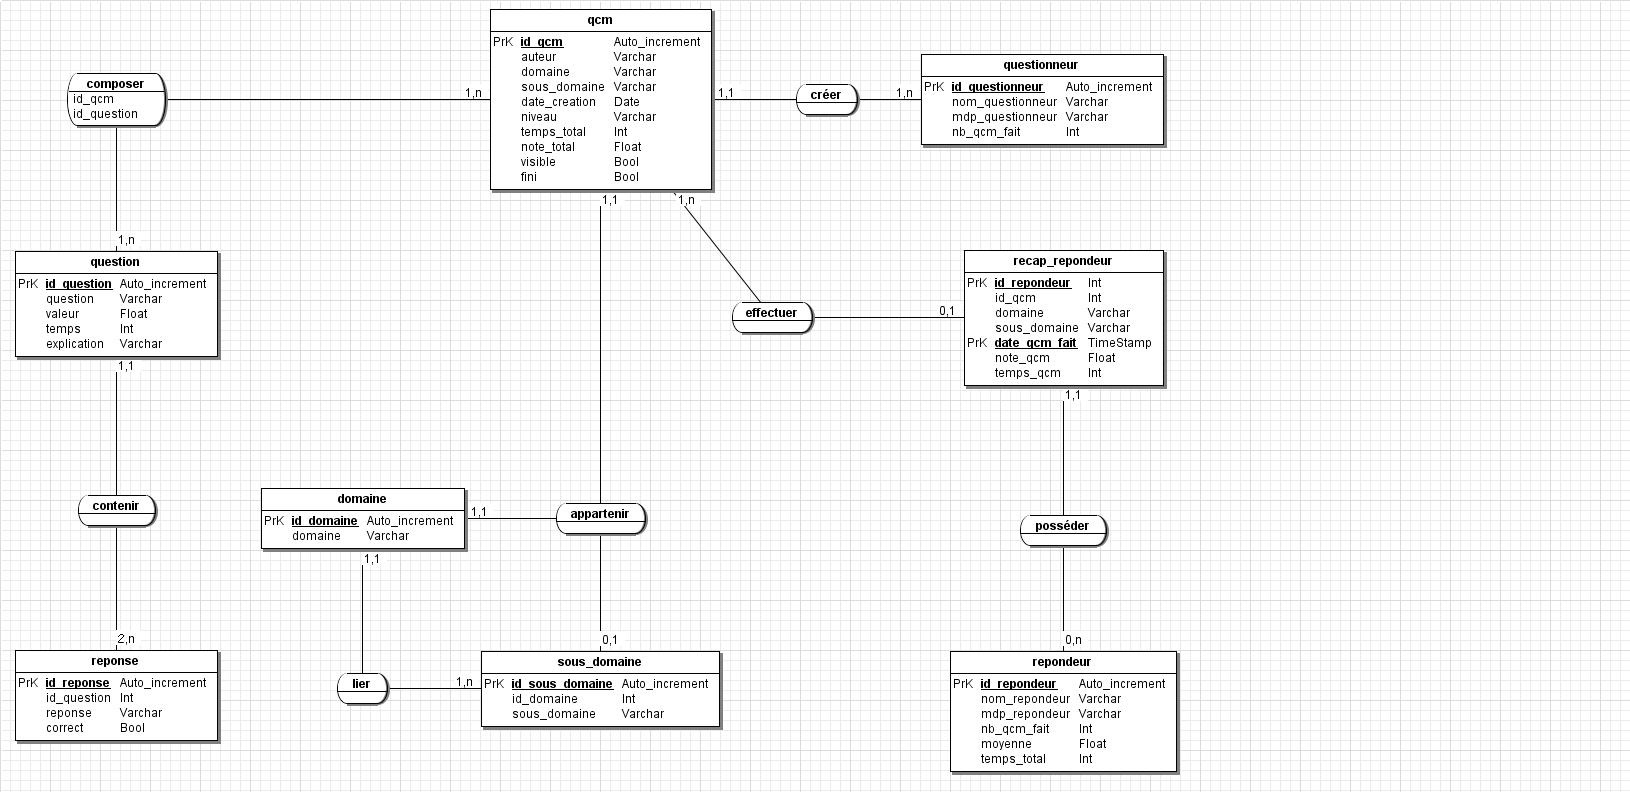 qcm
PrK id_qcm Auto_increment
auteur Varchar
domaine Varchar
sous_domaine Varchar
date_creation Date
niveau Varchar
temps_total Int
note_total Float
visible Bool
fini Bool
composer
id_qcm
id_question
1,n
1,1
créer
1,n
questionneur
PrK id_questionneur Auto_increment
nom_questionneur Varchar
mdp_questionneur Varchar
nb_qcm_fait Int
1,1
1,n
1,n
question
PrK id_question Auto_increment
question Varchar
valeur Float
temps Int
explication Varchar
1,1
effectuer
0,1
recap_repondeur
PrK id_repondeur Int
id_qcm Int
domaine Varchar
sous_domaine Varchar
PrK date_qcm_fait TimeStamp
note_qcm Float
temps_qcm Int
1,1
contenir
domaine
PrK id_domaine Auto_increment
domaine Varchar
1,1
appartenir
posséder
1,1
2,n
0,1
0,n
reponse
PrK id_reponse Auto_increment
id_question Int
reponse Varchar
correct Bool
lier
1,n
sous_domaine
PrK id_sous_domaine Auto_increment
id_domaine Int
sous_domaine Varchar
repondeur
PrK id_repondeur Auto_increment
nom_repondeur Varchar
mdp_repondeur Varchar
nb_qcm_fait Int
moyenne Float
temps_total Int